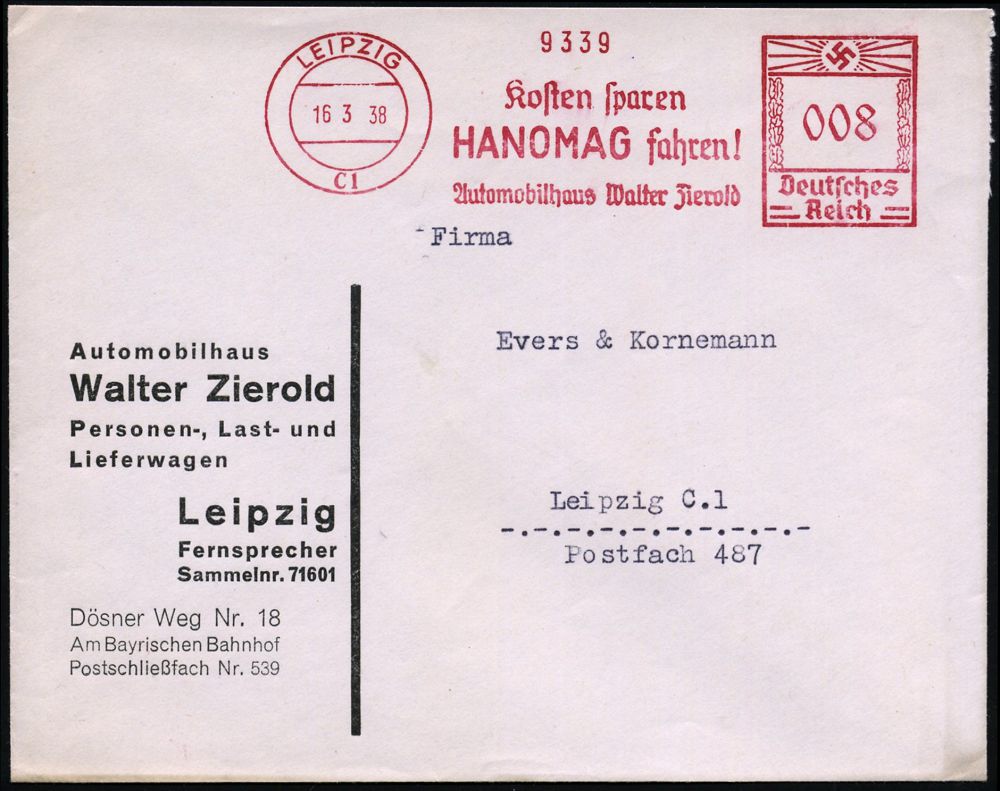 LEIPZIG
16 3 38
C1
9339
Kosten sparen
HANOMAG fahren!
Automobilhaus Walter Zierold
008
Deutsches
Reich
Firma
Evers & Kornemann
Leipzig C.1
-.-.-.-.-.-.-.-.-.-
Postfach 487
Automobilhaus
Walter Zierold
Personen-, Last- und
Lieferwagen
Leipzig
Fernsprecher
Sammelnr. 71601
Dösner Weg Nr. 18
Am Bayrischen Bahnhof
Postschließfach Nr. 539